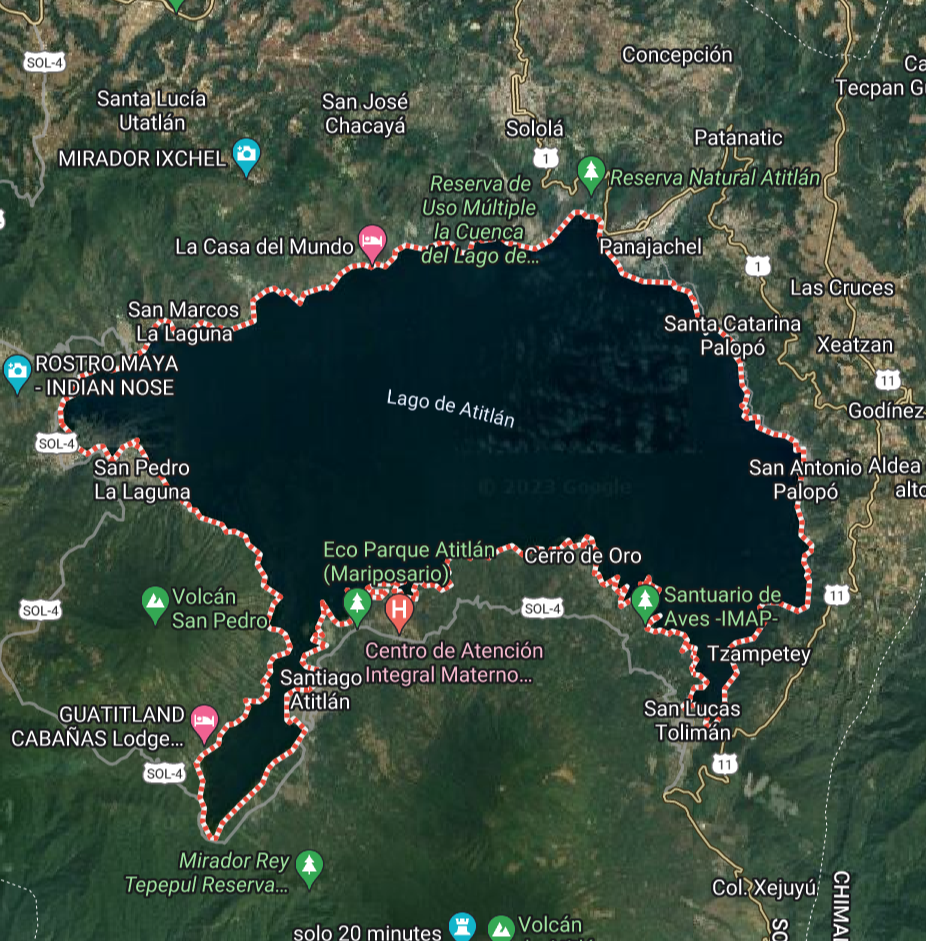 SOL-4
Concepción
Santa Lucía
Utatlán
San José
Chacayá
Tecpan
Sololá
Patanatic
MIRADOR IXCHEL
1
Reserva de
Uso Múltiple
la Cuenca
del Lago de...
Reserva Natural Atitlán
La Casa del Mundo
Panajachel
1
Las Cruces
San Marcos
La Laguna
Santa Catarina
Palopó
Xeatzan
ROSTRO MAYA
- INDIAN NOSE
11
Lago de Atitlán
Godínez
SOL-4
San Pedro
La Laguna
San Antonio
Palopó
Aldea
© 2023 Google
Eco Parque Atitlán
(Mariposario)
Cerro de Oro
Volcán
San Pedro
SOL-4
H
SOL-4
Santuario de
Aves -IMAP-
11
Centro de Atención
Integral Materno...
Tzampetey
Santiago
Atitlán
San Lucas
Tolimán
GUATITLAND
CABAÑAS Lodge...
SOL-4
11
Mirador Rey
Tepepul Reserva...
Col. Xejuyú
solo 20 minutes
Volcán